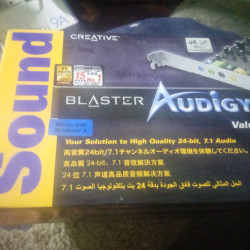 CREATIVE
Sound
BLASTER
AUDIGY
Your Solution to High Quality 24-bit, 7.1 Audio
高音質24bit/7.1チャンネルオーディオ環境を体験してください。
高品質 24-bit, 7.1 音效解決方案
24 位 7.1 声道高品质音频解决方案
الحل المثالي للصوت فائق الجودة بدقة 24 بت بتكنولوجيا الصوت 7.1